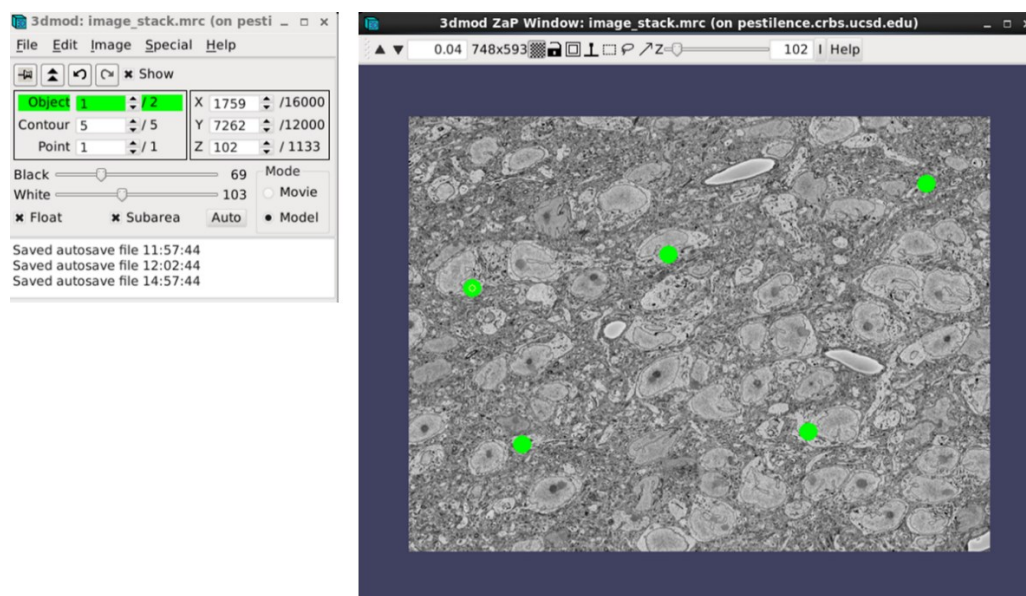 3dmod: image_stack.mrc (on pesti
File Edit Image Special Help
Show
Object 1 / 2
Contour 5 / 5
Point 1 / 1
X 1759 /16000
Y 7262 /12000
Z 102 / 1133
Black 69
White 103
Float Subarea Auto
Mode
Movie
Model
Saved autosave file 11:57:44
Saved autosave file 12:02:44
Saved autosave file 14:57:44
3dmod ZaP Window: image_stack.mrc (on pestilence.crbs.ucsd.edu)
0.04 748x593 Z 102 I Help